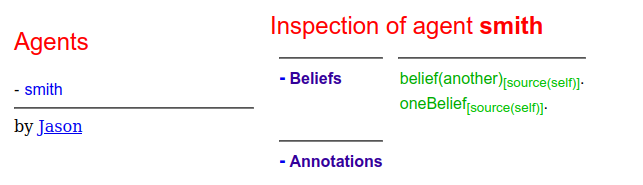 Agents
- smith
by Jason
Inspection of agent smith
- Beliefs
belief(another)[source(self)].
oneBelief[source(self)].
- Annotations